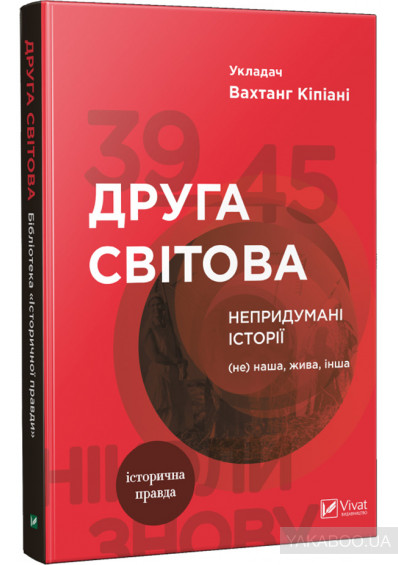 Укладач
Вахтанг Кіпіані
39
45
ДРУГА
СВІТОВА
НЕПРИДУМАНІ
ІСТОРІЇ
(не) наша, жива, інша
історична
правда
НІКОЛИ
ЗНОВУ
Vivat
видавництво
ДРУГА СВІТОВА Бібліотека «Історичної правди»
YAKABOO.UA